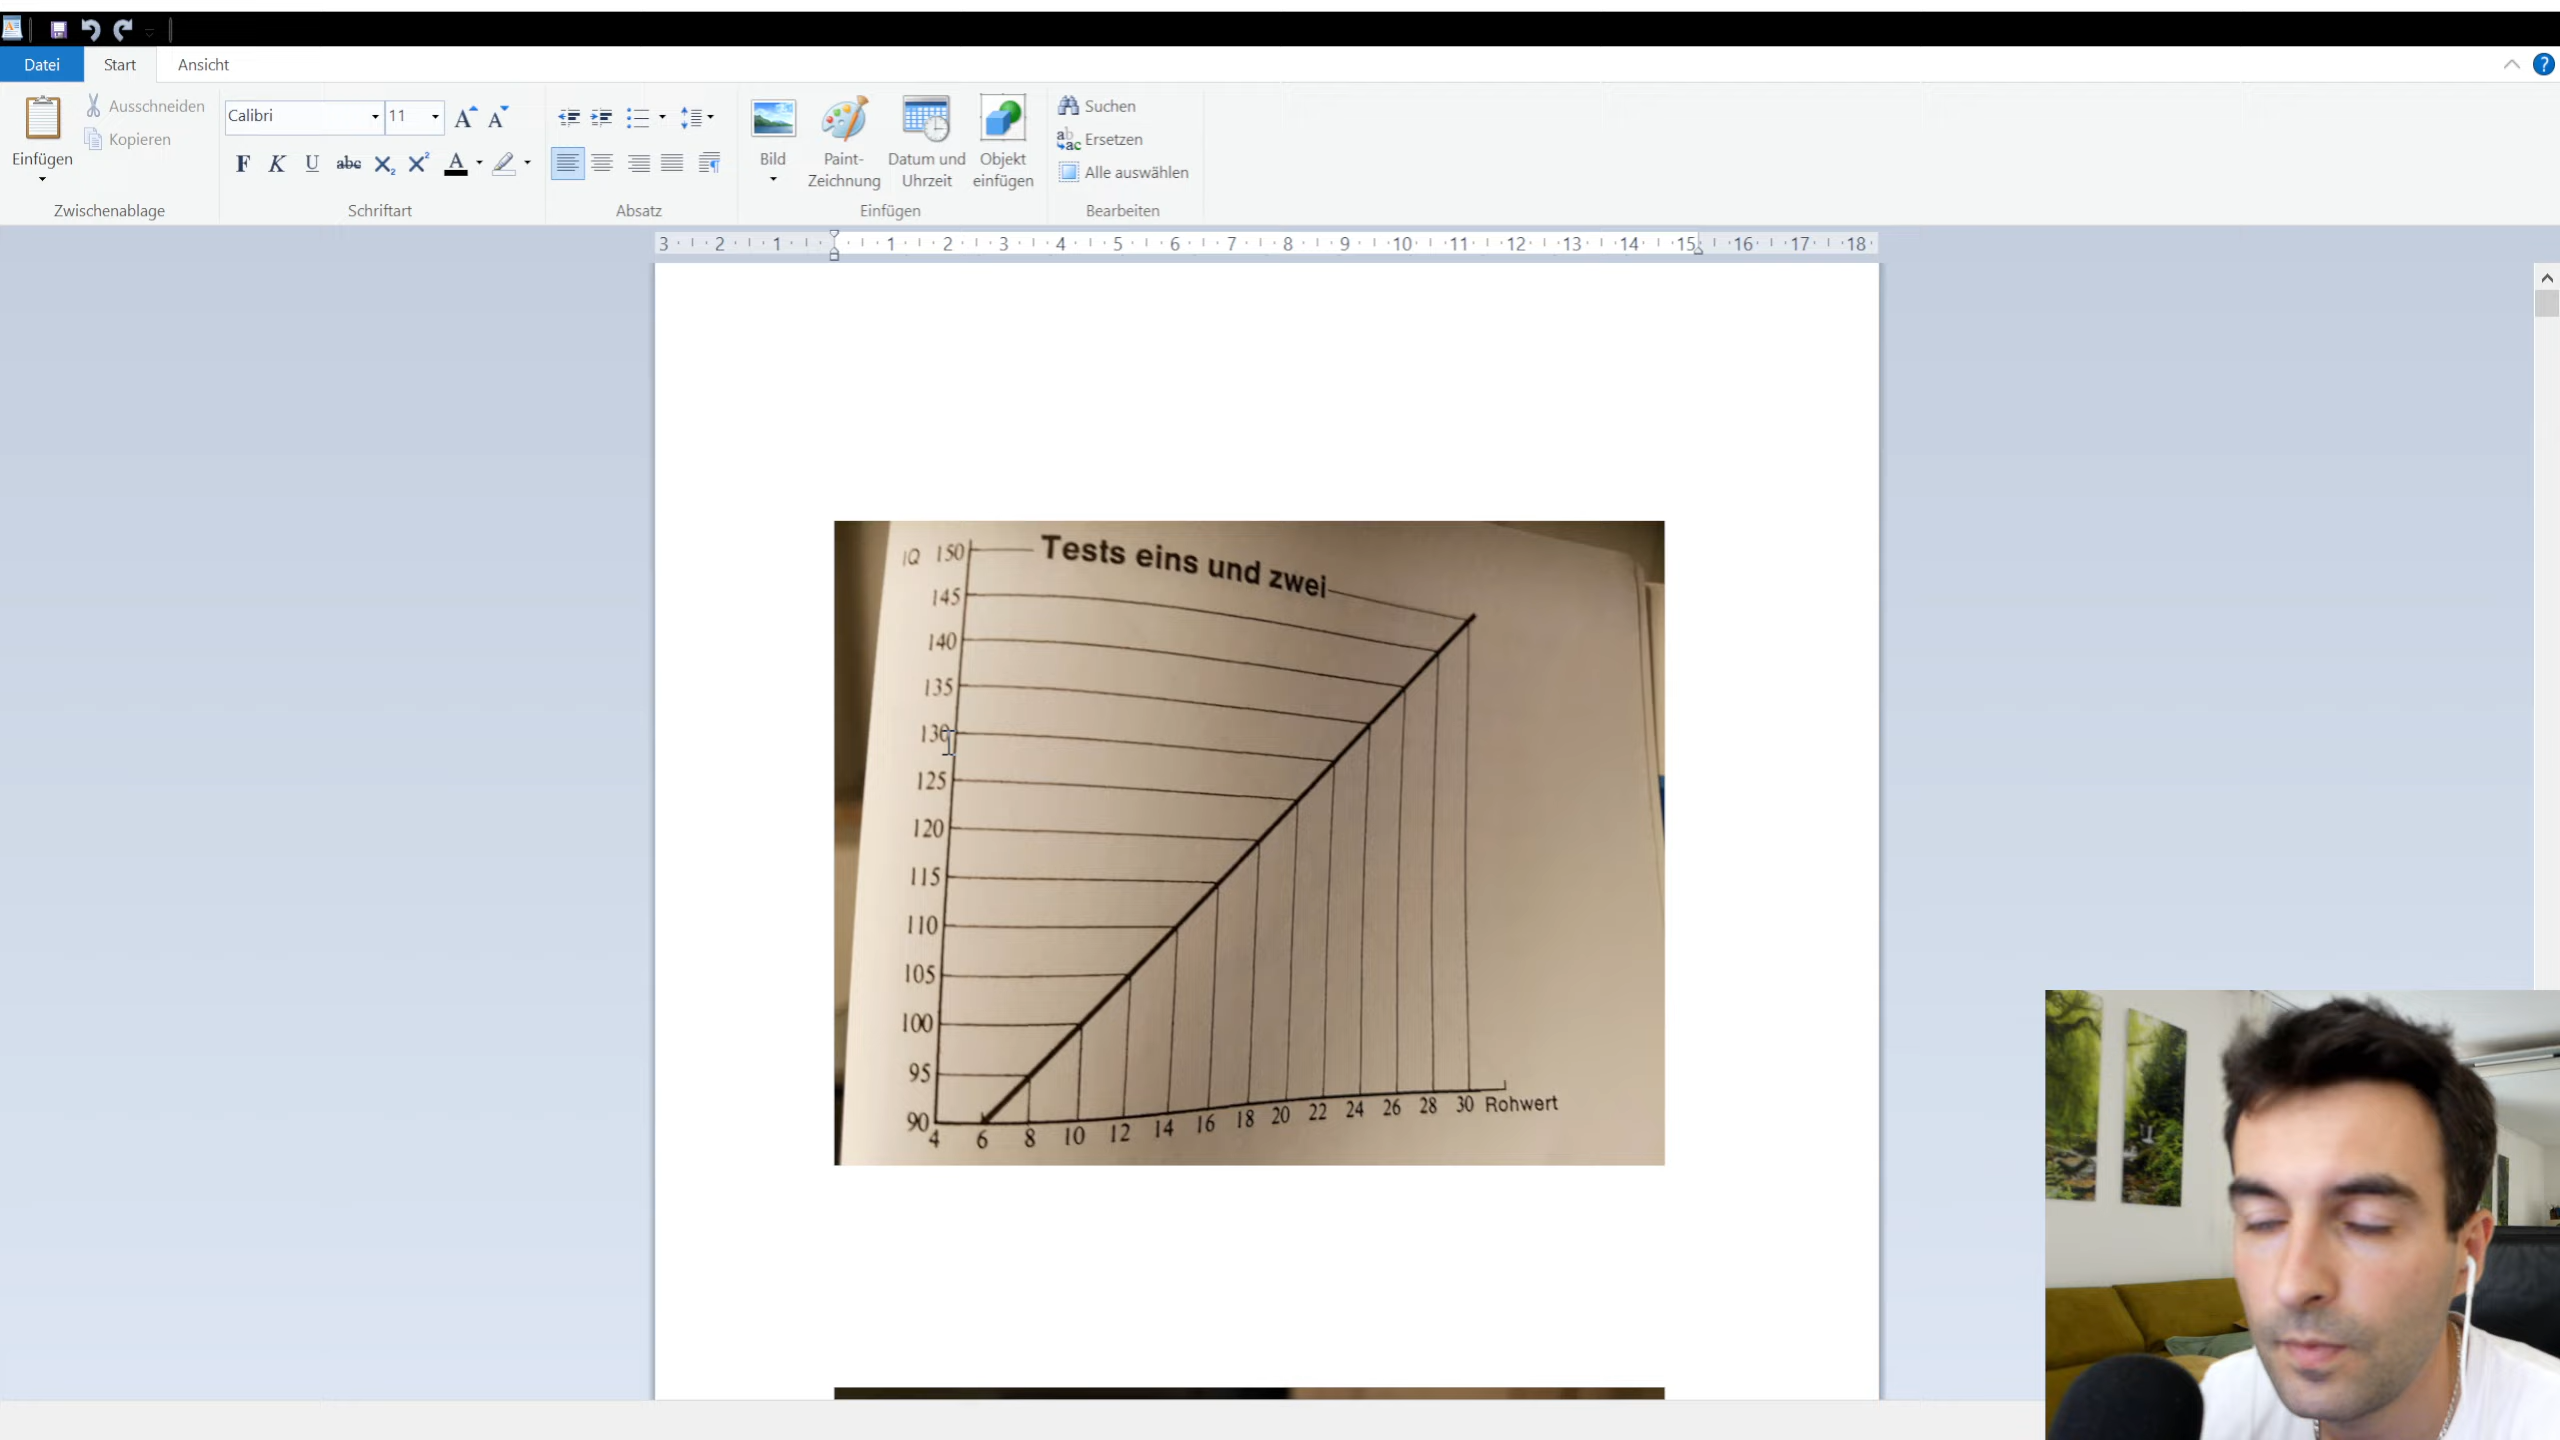 Datei Start Ansicht
Einfügen
Ausschneiden
Kopieren
Zwischenablage
Calibri 11
F K U abc X₂ X²
Schriftart
Absatz
Bild
Paint-
Zeichnung
Datum und
Uhrzeit
Objekt
einfügen
Einfügen
Suchen
Ersetzen
Alle auswählen
Bearbeiten
3 2 1 1 2 3 4 5 6 7 8 9 10 11 12 13 14 15 16 17 18
Tests eins und zwei
IQ 150
145
140
135
130
125
120
115
110
105
100
95
90
4 6 8 10 12 14 16 18 20 22 24 26 28 30 Rohwert